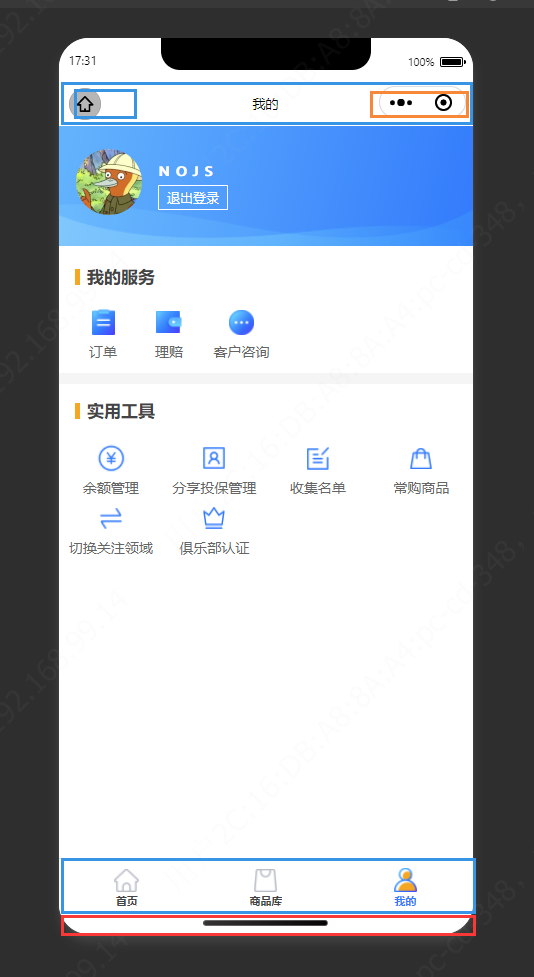 17:31
100%
我的
NOJS
退出登录
我的服务
订单 理赔 客户咨询
实用工具
余额管理 分享投保管理 收集名单 常购商品
切换关注领域 俱乐部认证
首页 商品库 我的